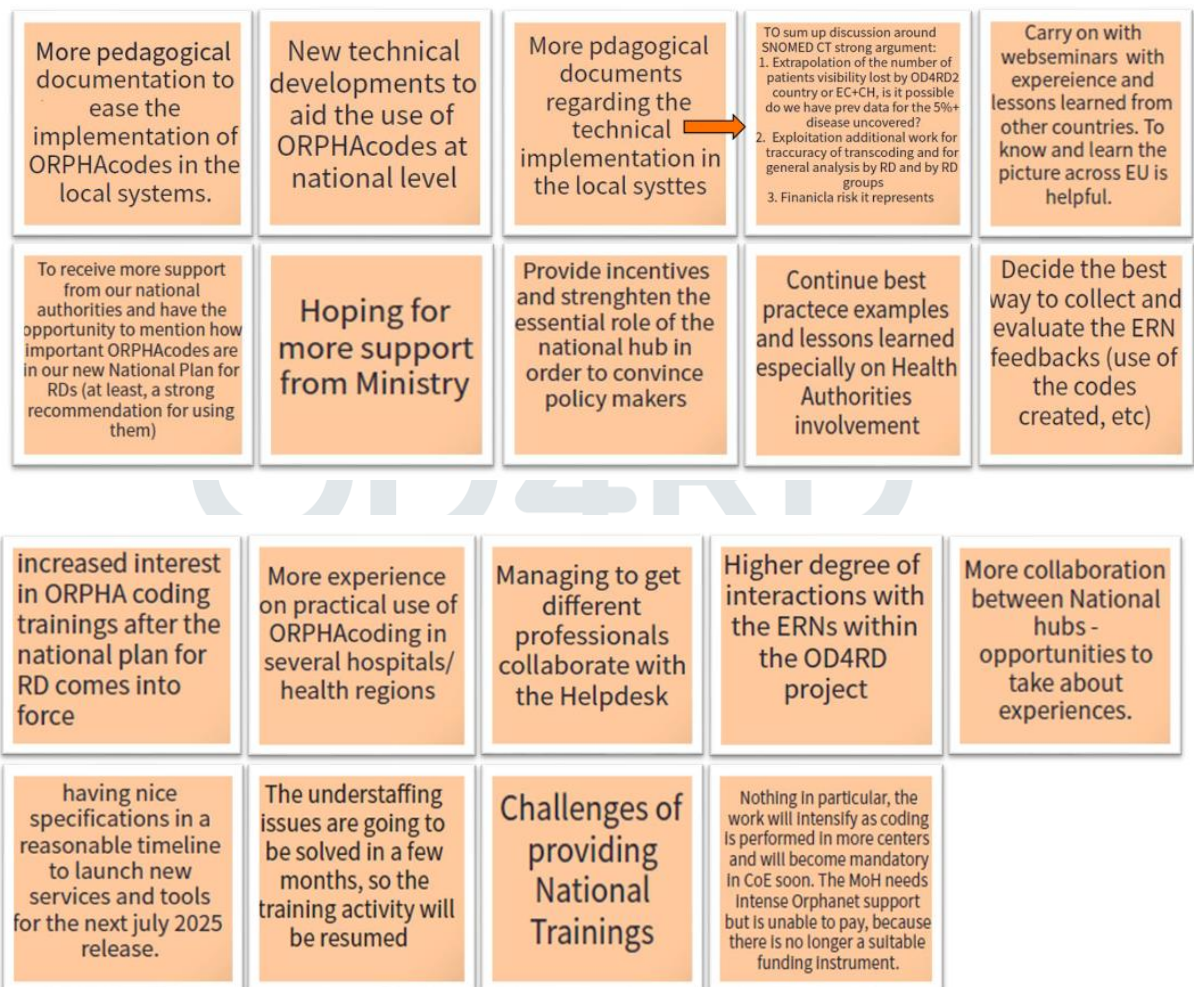 More pedagogical
documentation to
ease the
implementation of
ORPHAcodes in the
local systems.
New technical
developments to
aid the use of
ORPHAcodes at
national level
More pdagogical
documents
regarding the
technical
implementation in
the local systtes
TO sum up discussion around
SNOMED CT strong argument:
1. Extrapolation of the number of
patients visibility lost by OD4RD2
country or EC+CH, is it possible
do we have prev data for the 5%+
disease uncovered?
2. Exploitation additional work for
traccuracy of transcoding and for
general analysis by RD and by RD
groups
3. Finanicla risk it represents
Carry on with
webseminars with
expereience and
lessons learned from
other countries. To
know and learn the
picture across EU is
helpful.
To receive more support
from our national
authorities and have the
opportunity to mention how
important ORPHAcodes are
in our new National Plan for
RDs (at least, a strong
recommendation for using
them)
Hoping for
more support
from Ministry
Provide incentives
and strenghten the
essential role of the
national hub in
order to convince
policy makers
Continue best
practece examples
and lessons learned
especially on Health
Authorities
involvement
Decide the best
way to collect and
evaluate the ERN
feedbacks (use of
the codes
created, etc)
OD4RD
increased interest
in ORPHA coding
trainings after the
national plan for
RD comes into
force
More experience
on practical use of
ORPHAcoding in
several hospitals/
health regions
Managing to get
different
professionals
collaborate with
the Helpdesk
Higher degree of
interactions with
the ERNs within
the OD4RD
project
More collaboration
between National
hubs -
opportunities to
take about
experiences.
having nice
specifications in a
reasonable timeline
to launch new
services and tools
for the next july 2025
release.
The understaffing
issues are going to
be solved in a few
months, so the
training activity will
be resumed
Challenges of
providing
National
Trainings
Nothing in particular, the
work will intensify as coding
is performed in more centers
and will become mandatory
in CoE soon. The MoH needs
intense Orphanet support
but is unable to pay, because
there is no longer a suitable
funding instrument.